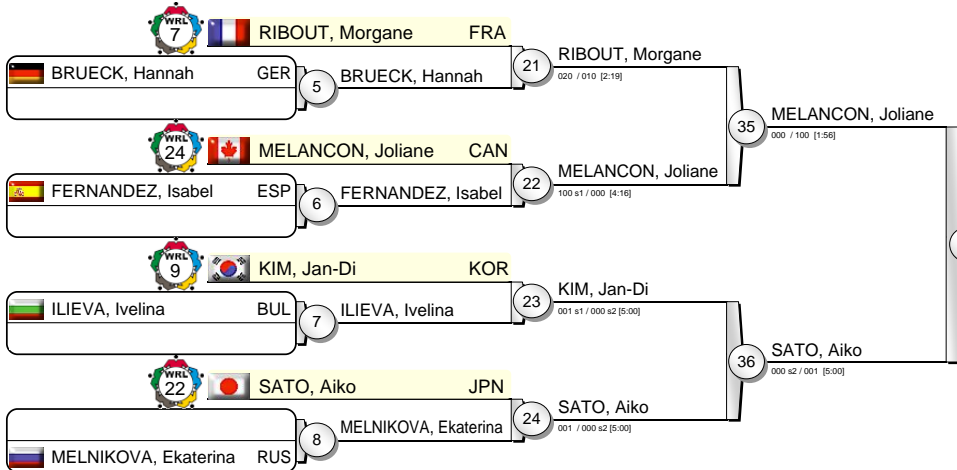 WRL
7
RIBOUT, Morgane FRA
BRUECK, Hannah GER
5
BRUECK, Hannah
21
RIBOUT, Morgane
020 / 010 [2:19]
35
MELANCON, Joliane
000 / 100 [1:56]
WRL
24
MELANCON, Joliane CAN
FERNANDEZ, Isabel ESP
6
FERNANDEZ, Isabel
22
MELANCON, Joliane
100 s1 / 000 [4:16]
WRL
9
KIM, Jan-Di KOR
ILIEVA, Ivelina BUL
7
ILIEVA, Ivelina
23
KIM, Jan-Di
001 s1 / 000 s2 [5:00]
36
SATO, Aiko
000 s2 / 001 [5:00]
WRL
22
SATO, Aiko JPN
MELNIKOVA, Ekaterina RUS
8
MELNIKOVA, Ekaterina
24
SATO, Aiko
001 / 000 s2 [5:00]